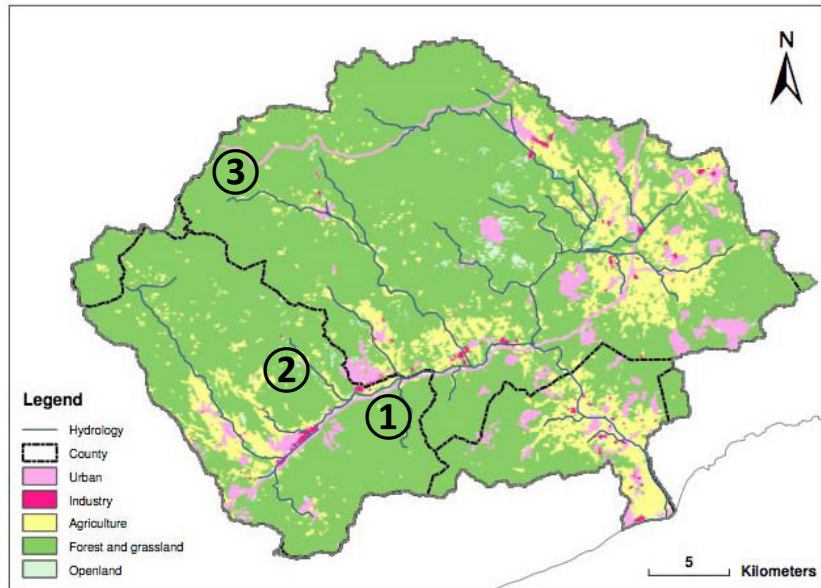 N
③
②
①
Legend
Hydrology
County
Urban
Industry
Agriculture
Forest and grassland
Openland
5
Kilometers